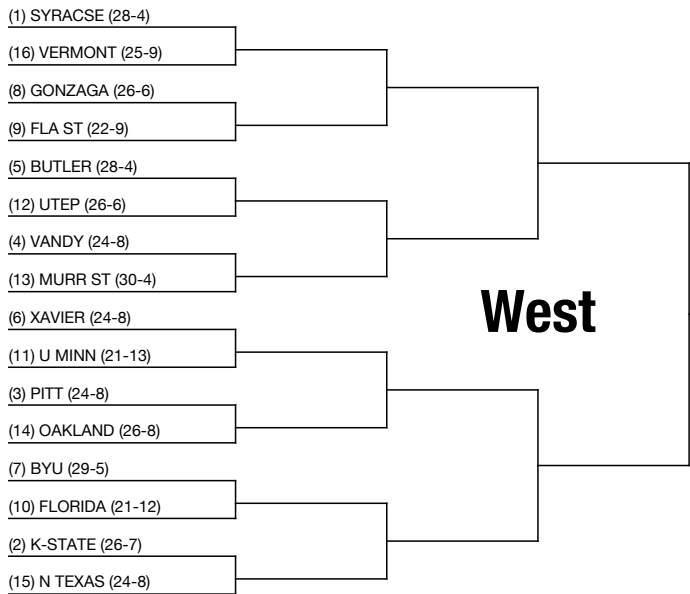 (1) SYRACSE (28-4)
(16) VERMONT (25-9)
(8) GONZAGA (26-6)
(9) FLA ST (22-9)
(5) BUTLER (28-4)
(12) UTEP (26-6)
(4) VANDY (24-8)
(13) MURR ST (30-4)
West
(6) XAVIER (24-8)
(11) U MINN (21-13)
(3) PITT (24-8)
(14) OAKLAND (26-8)
(7) BYU (29-5)
(10) FLORIDA (21-12)
(2) K-STATE (26-7)
(15) N TEXAS (24-8)